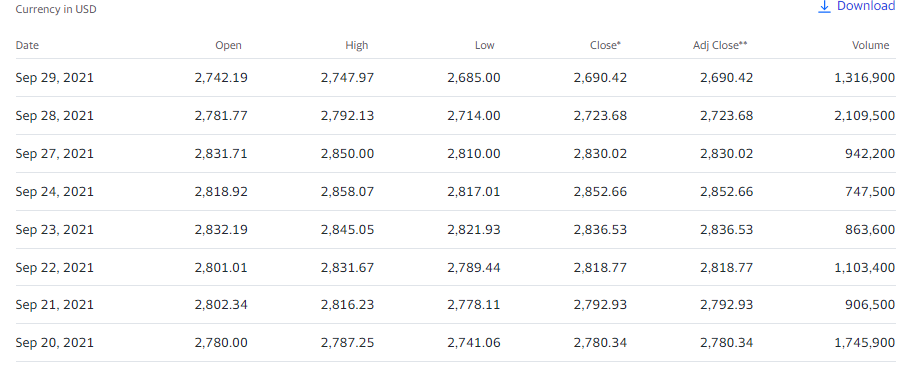 Currency in USD Download
Date Open High Low Close* Adj Close** Volume
Sep 29, 2021 2,742.19 2,747.97 2,685.00 2,690.42 2,690.42 1,316,900
Sep 28, 2021 2,781.77 2,792.13 2,714.00 2,723.68 2,723.68 2,109,500
Sep 27, 2021 2,831.71 2,850.00 2,810.00 2,830.02 2,830.02 942,200
Sep 24, 2021 2,818.92 2,858.07 2,817.01 2,852.66 2,852.66 747,500
Sep 23, 2021 2,832.19 2,845.05 2,821.93 2,836.53 2,836.53 863,600
Sep 22, 2021 2,801.01 2,831.67 2,789.44 2,818.77 2,818.77 1,103,400
Sep 21, 2021 2,802.34 2,816.23 2,778.11 2,792.93 2,792.93 906,500
Sep 20, 2021 2,780.00 2,787.25 2,741.06 2,780.34 2,780.34 1,745,900